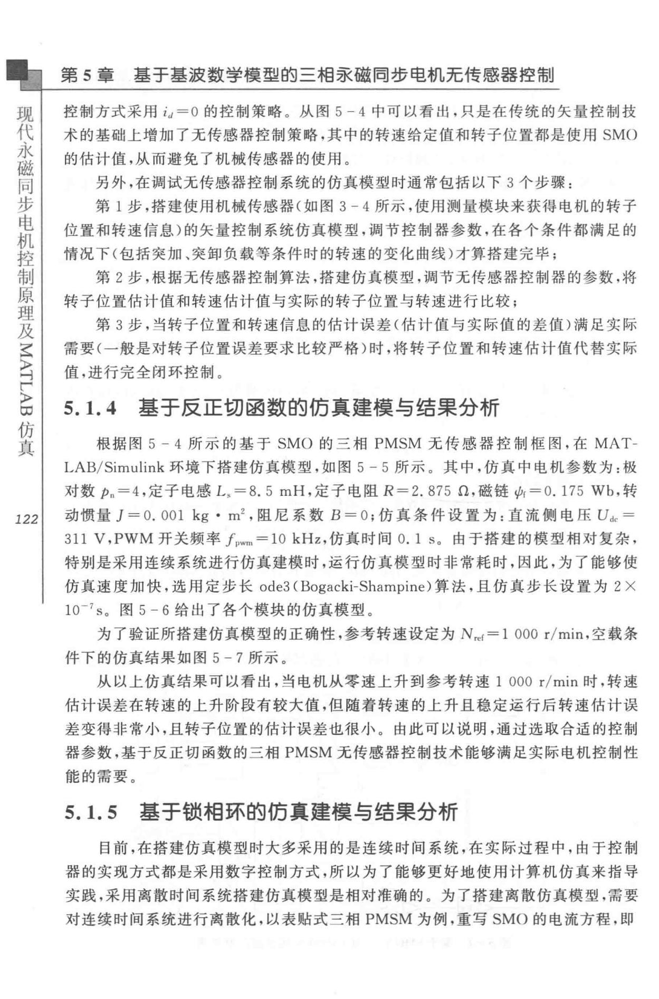 第 5 章 基于基波数学模型的三相永磁同步电机无传感器控制
现代永磁同步电机控制原理及MATLAB仿真
122
控制方式采用 i_d=0 的控制策略。从图 5-4 中可以看出,只是在传统的矢量控制技
术的基础上增加了无传感器控制策略,其中的转速给定值和转子位置都是使用 SMO
的估计值,从而避免了机械传感器的使用。
另外,在调试无传感器控制系统的仿真模型时通常包括以下 3 个步骤:
第 1 步,搭建使用机械传感器(如图 3-4 所示,使用测量模块来获得电机的转子
位置和转速信息)的矢量控制系统仿真模型,调节控制器参数,在各个条件都满足的
情况下(包括突加、突卸负载等条件时的转速的变化曲线)才算搭建完毕;
第 2 步,根据无传感器控制算法,搭建仿真模型,调节无传感器控制器的参数,将
转子位置估计值和转速估计值与实际的转子位置与转速进行比较;
第 3 步,当转子位置和转速信息的估计误差(估计值与实际值的差值)满足实际
需要(一般是对转子位置误差要求比较严格)时,将转子位置和转速估计值代替实际
值,进行完全闭环控制。
5.1.4 基于反正切函数的仿真建模与结果分析
根据图 5-4 所示的基于 SMO 的三相 PMSM 无传感器控制框图,在 MAT-
LAB/Simulink 环境下搭建仿真模型,如图 5-5 所示。其中,仿真中电机参数为:极
对数 p_n=4,定子电感 L_s=8.5 mH,定子电阻 R=2.875 Ω,磁链 ψ_f=0.175 Wb,转
动惯量 J=0.001 kg·m²,阻尼系数 B=0;仿真条件设置为:直流侧电压 U_dc=
311 V,PWM 开关频率 f_pwm=10 kHz,仿真时间 0.1 s。由于搭建的模型相对复杂,
特别是采用连续系统进行仿真建模时,运行仿真模型时非常耗时,因此,为了能够使
仿真速度加快,选用定步长 ode3(Bogacki-Shampine)算法,且仿真步长设置为 2×
10⁻⁷s。图 5-6 给出了各个模块的仿真模型。
为了验证所搭建仿真模型的正确性,参考转速设定为 N_ref=1 000 r/min,空载条
件下的仿真结果如图 5-7 所示。
从以上仿真结果可以看出,当电机从零速上升到参考转速 1 000 r/min 时,转速
估计误差在转速的上升阶段有较大值,但随着转速的上升且稳定运行后转速估计误
差变得非常小,且转子位置的估计误差也很小。由此可以说明,通过选取合适的控制
器参数,基于反正切函数的三相 PMSM 无传感器控制技术能够满足实际电机控制性
能的需要。
5.1.5 基于锁相环的仿真建模与结果分析
目前,在搭建仿真模型时大多采用的是连续时间系统,在实际过程中,由于控制
器的实现方式都是采用数字控制方式,所以为了能够更好地使用计算机仿真来指导
实践,采用离散时间系统搭建仿真模型是相对准确的。为了搭建离散仿真模型,需要
对连续时间系统进行离散化,以表贴式三相 PMSM 为例,重写 SMO 的电流方程,即